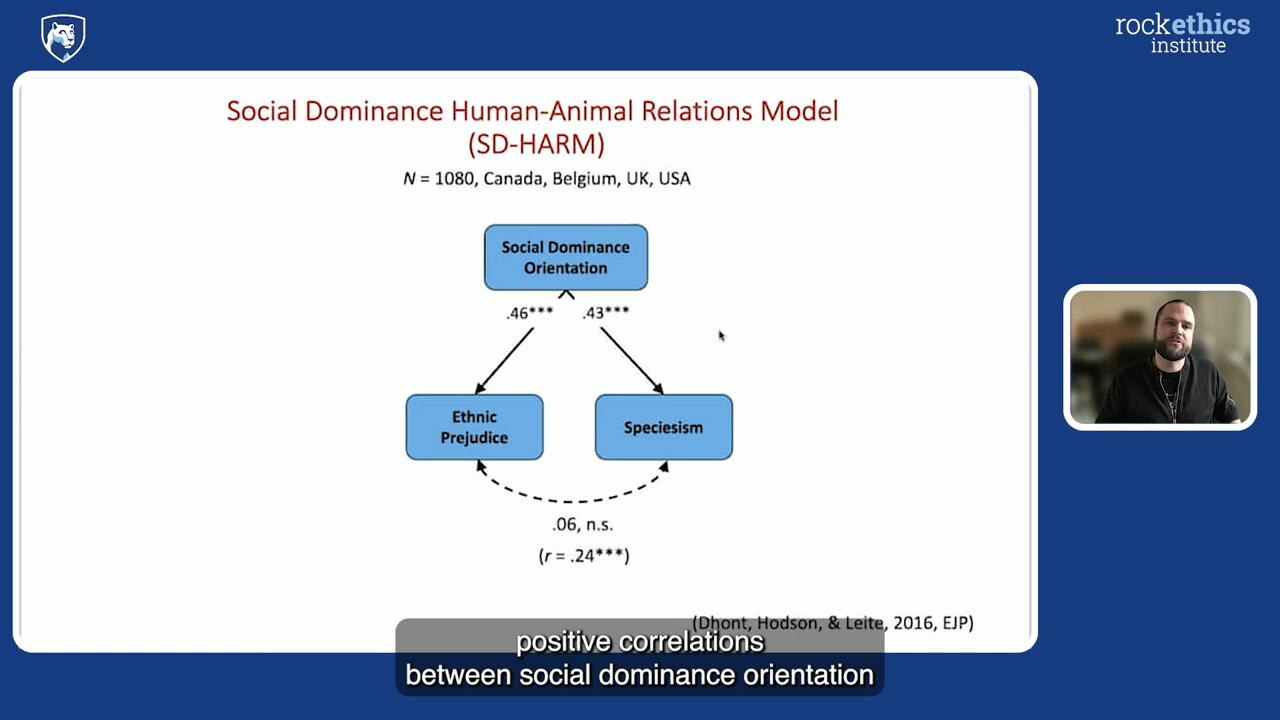 rockethics
institute
Social Dominance Human-Animal Relations Model
(SD-HARM)
N = 1080, Canada, Belgium, UK, USA
Social Dominance
Orientation
.46*** .43***
Ethnic
Prejudice
Speciesism
.06, n.s.
(r = .24***)
(Dhont, Hodson, & Leite, 2016, EJP)
positive correlations
between social dominance orientation